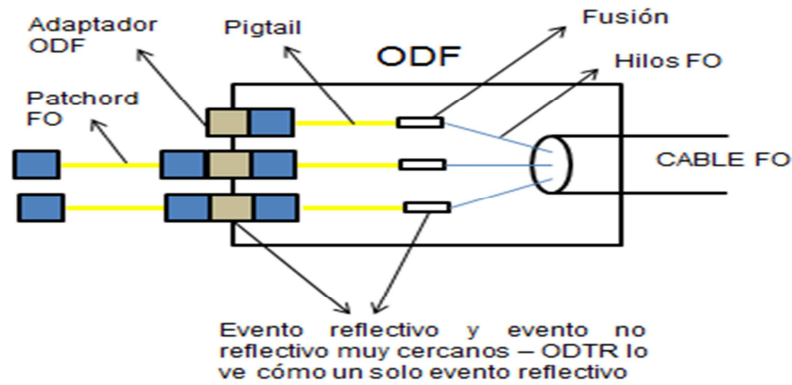 Adaptador
ODF
Pigtail
Fusión
ODF
Hilos FO
Patchord
FO
CABLE FO
Evento reflectivo y evento no
reflectivo muy cercanos – ODTR lo
ve cómo un solo evento reflectivo